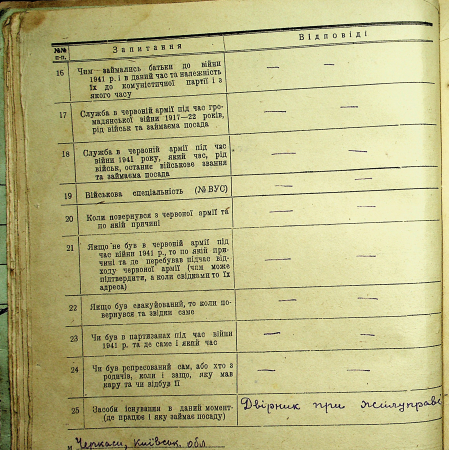 №№ п-п. Запитання Відповіді
16 Чим займались батьки до війни — —
1941 р. і в даний час та належність
їх до комуністичної партії і з
якого часу
17 Служба в червоній армії під час гро- — —
мадянської війни 1917—22 років,
рід військ та займаєма посада
18 Служба в червоній армії під час — —
війни 1941 року, який час, рід
військ, останє військове звання
та займаєма посада
19 Військова спеціальність (№ ВУС) — —
20 Коли повернувся з червоної армії та — —
по якій причині
21 Якщо не був в червоній армії під — —
час війни 1941 р., то по якій при-
чині та де перебував підчас від-
ходу червоної армії (чим може
підтвердити, а коли свідками то їх
адреса)
22 Якщо був евакуйований, то коли по- — —
вернувся та звідки саме
23 Чи був в партизанах під час війни — —
1941 р. та де саме і який час
24 Чи був репресований сам, або хто з — —
родичів, коли і защо, яку мав
кару та чи відбув її
25 Засоби існування в даний момент- Двірник при жилуправі
(де працює і яку займає посаду)
м Черкаси, Київськ. обл